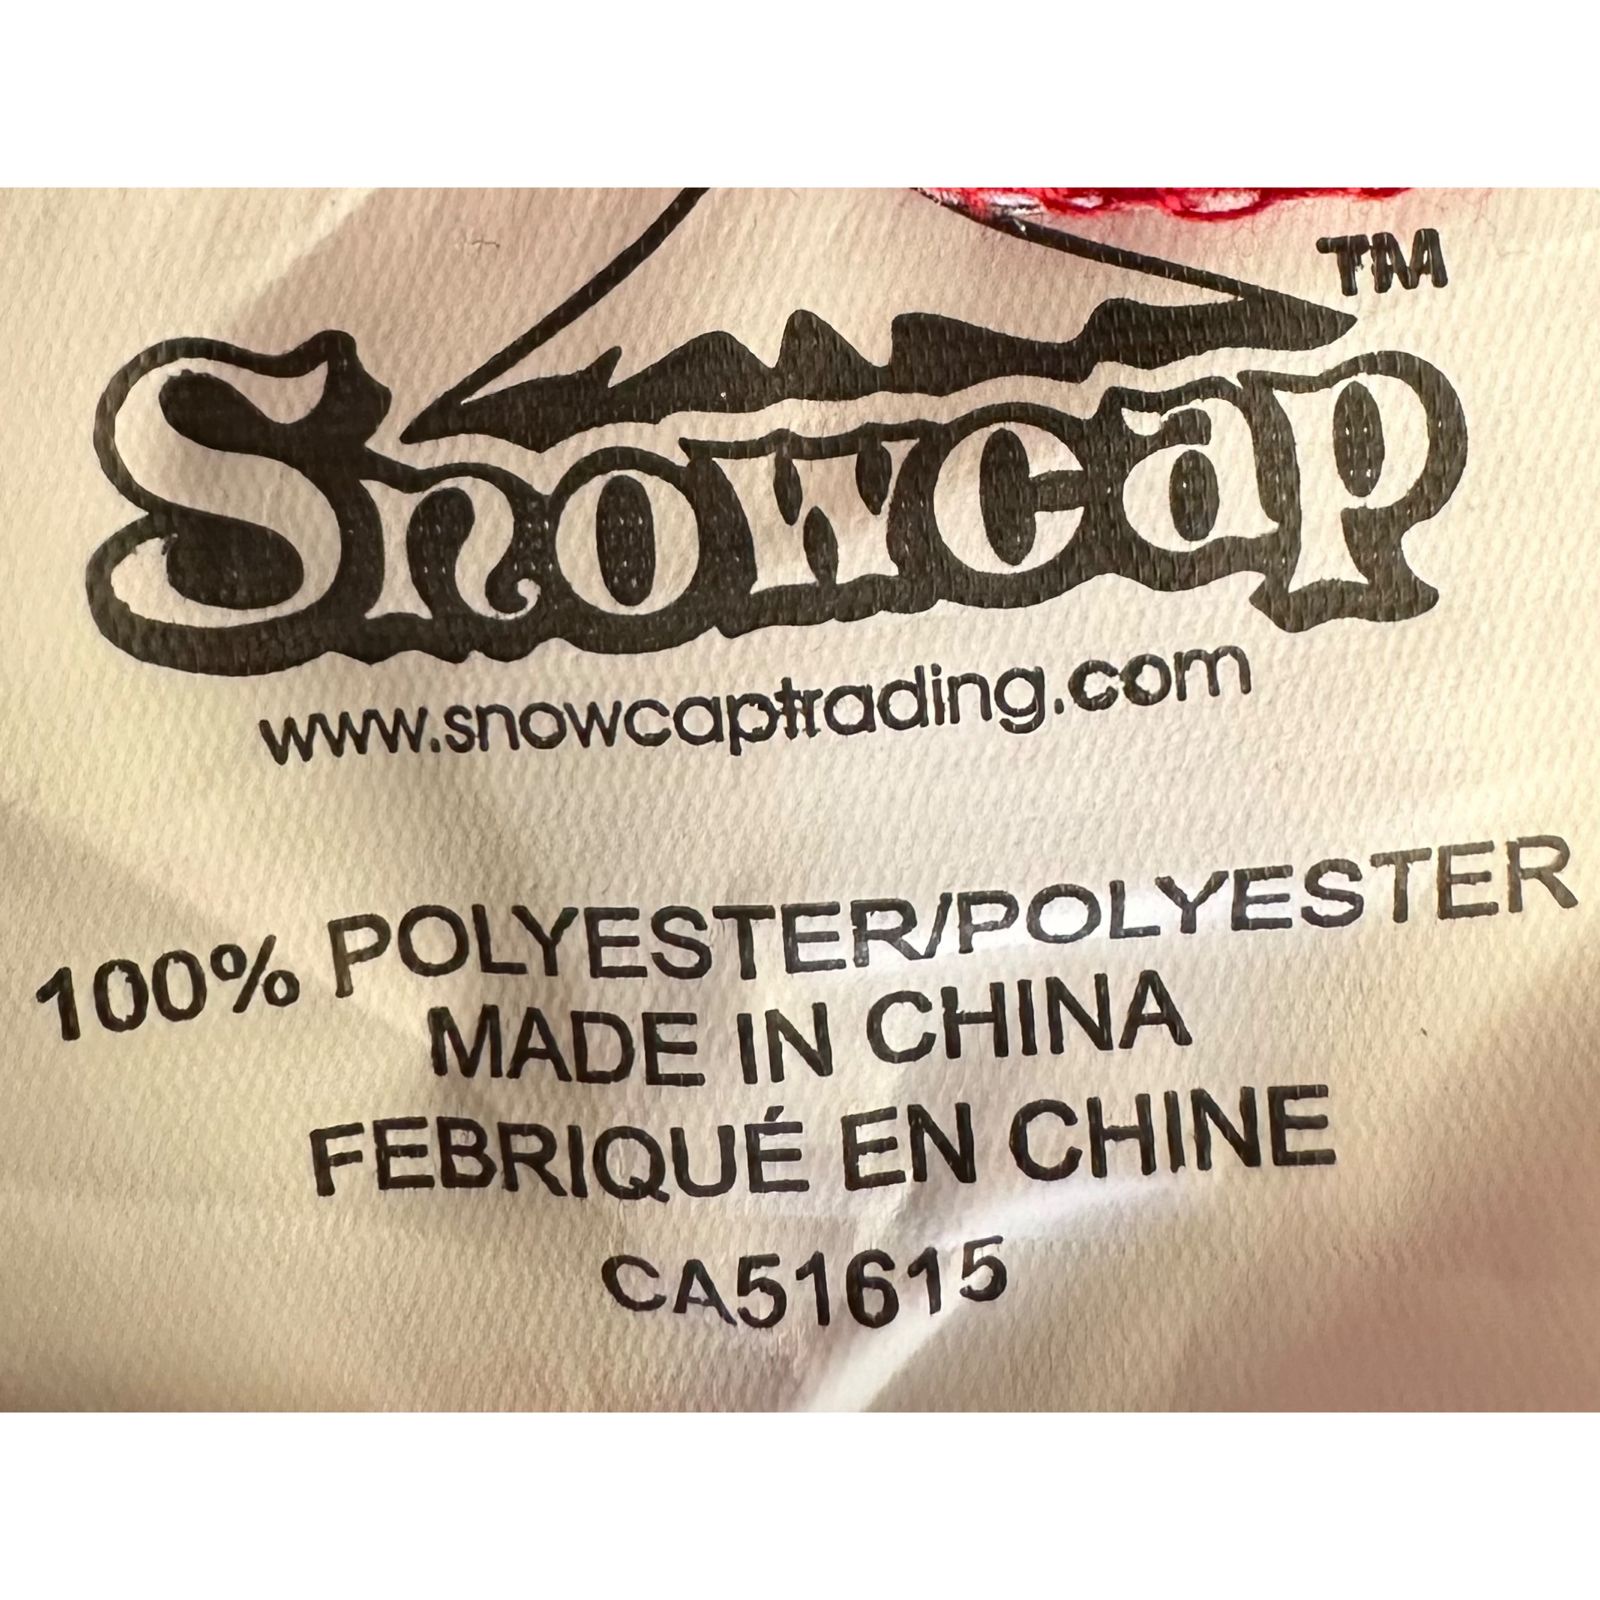 TM
Snowcap
www.snowcaptrading.com
100% POLYESTER/POLYESTER
MADE IN CHINA
FEBRIQUÉ EN CHINE
CA51615